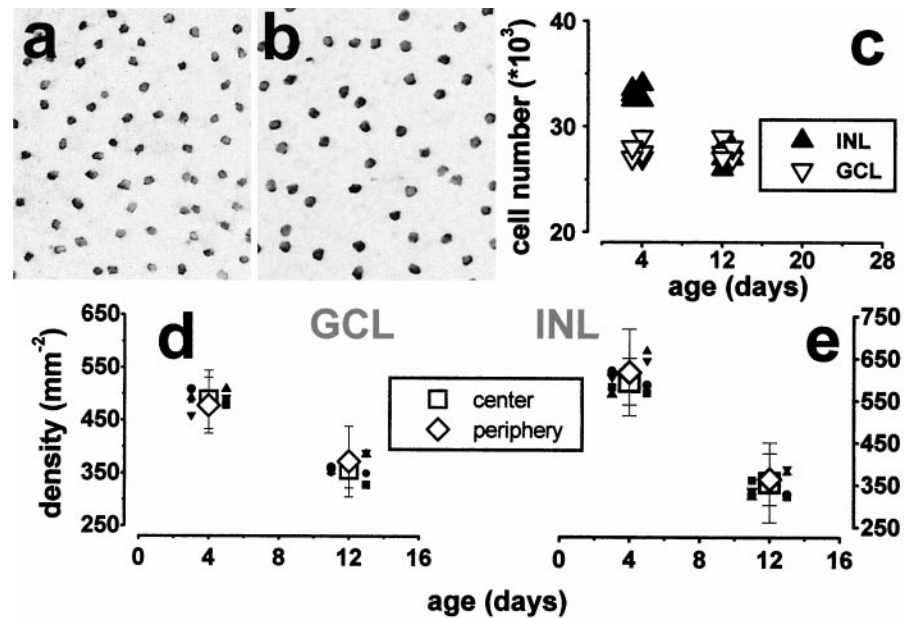 a
b
c
cell number (*10³)
40
30
20
4
12
20
28
age (days)
INL
GCL
d
GCL
INL
e
density (mm⁻²)
650
550
450
350
250
center
periphery
750
650
550
450
350
250
0
4
8
12
16
0
4
8
12
16
age (days)